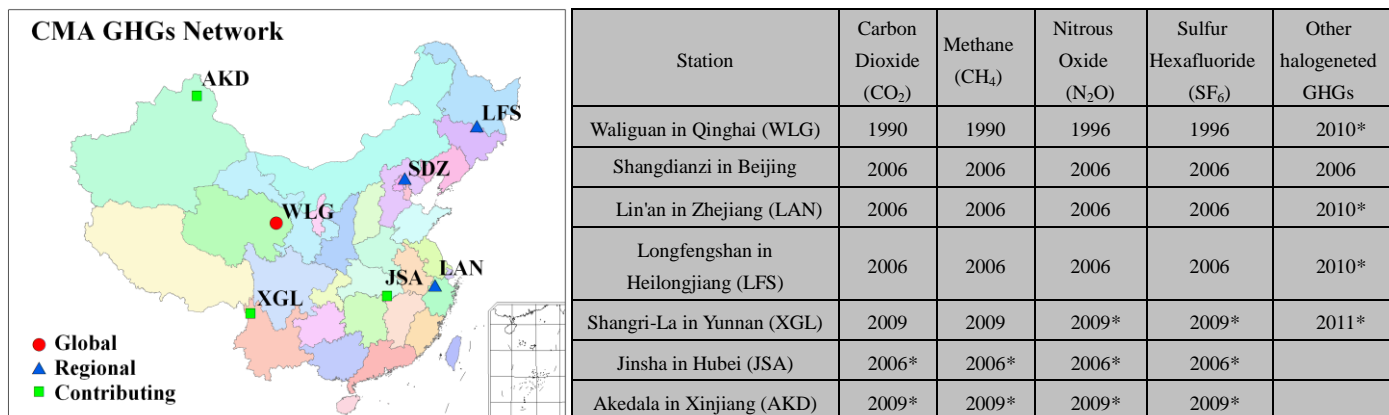 CMA GHGs Network
AKD
LFS
SDZ
WLG
LAN
JSA
XGL
Global
Regional
Contributing
Station Carbon Dioxide (CO₂) Methane (CH₄) Nitrous Oxide (N₂O) Sulfur Hexafluoride (SF₆) Other halogeneted GHGs
Waliguan in Qinghai (WLG) 1990 1990 1996 1996 2010*
Shangdianzi in Beijing 2006 2006 2006 2006 2006
Lin'an in Zhejiang (LAN) 2006 2006 2006 2006 2010*
Longfengshan in Heilongjiang (LFS) 2006 2006 2006 2006 2010*
Shangri-La in Yunnan (XGL) 2009 2009 2009* 2009* 2011*
Jinsha in Hubei (JSA) 2006* 2006* 2006* 2006*
Akedala in Xinjiang (AKD) 2009* 2009* 2009* 2009*